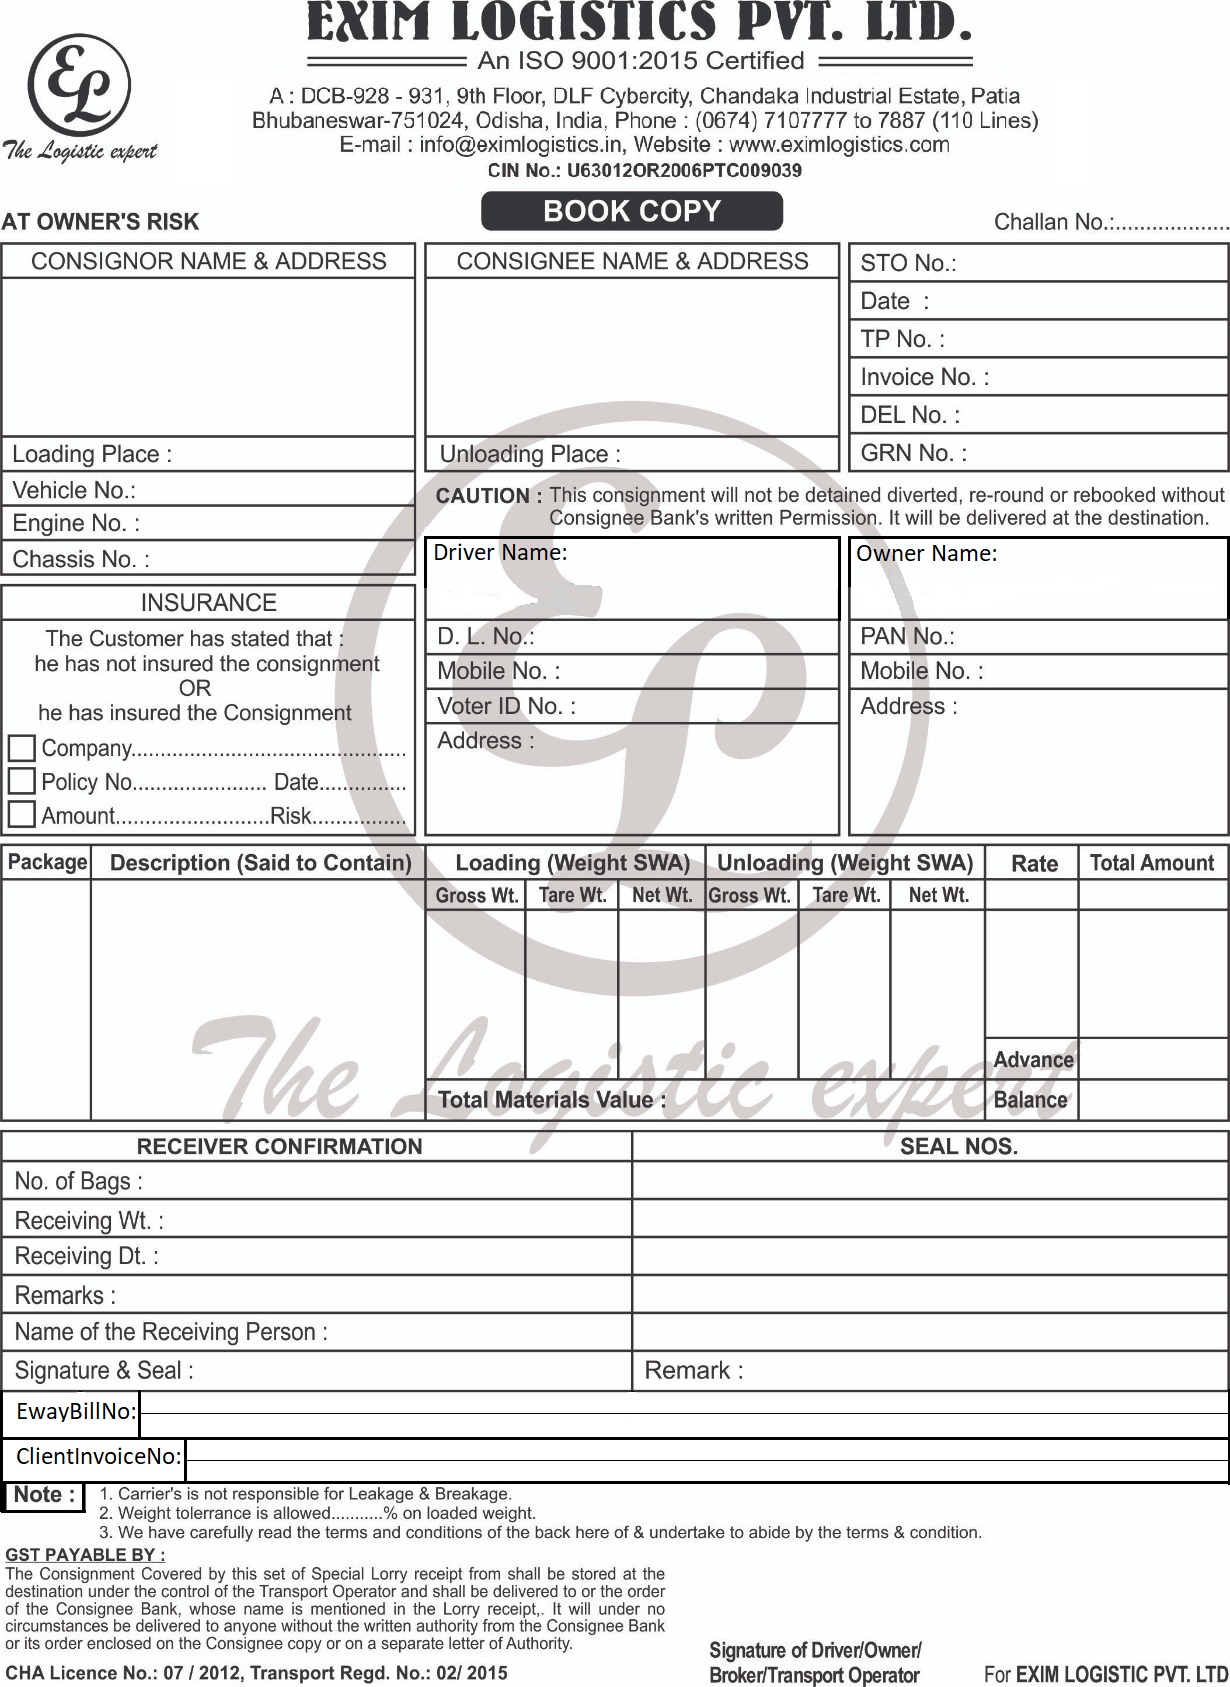 EXIM LOGISTICS PVT. LTD.
An ISO 9001:2015 Certified
EL
The Logistic expert
A : DCB-928 - 931, 9th Floor, DLF Cybercity, Chandaka Industrial Estate, Patia
Bhubaneswar-751024, Odisha, India, Phone : (0674) 7107777 to 7887 (110 Lines)
E-mail : info@eximlogistics.in, Website : www.eximlogistics.com
CIN No.: U63012OR2006PTC009039
AT OWNER'S RISK
BOOK COPY
Challan No.:...................
CONSIGNOR NAME & ADDRESS
Loading Place :
Vehicle No.:
Engine No. :
Chassis No. :
CONSIGNEE NAME & ADDRESS
Unloading Place :
STO No.:
Date :
TP No. :
Invoice No. :
DEL No. :
GRN No. :
CAUTION : This consignment will not be detained diverted, re-round or rebooked without
Consignee Bank's written Permission. It will be delivered at the destination.
INSURANCE
The Customer has stated that :
he has not insured the consignment
OR
he has insured the Consignment
Company...............................................
Policy No....................... Date...............
Amount..........................Risk................
Driver Name:
D. L. No.:
Mobile No. :
Voter ID No. :
Address :
Owner Name:
PAN No.:
Mobile No. :
Address :
Package Description (Said to Contain) Loading (Weight SWA) Unloading (Weight SWA) Rate Total Amount
Gross Wt. Tare Wt. Net Wt. Gross Wt. Tare Wt. Net Wt.
Advance
Total Materials Value : Balance
EL
The Logistic expert
RECEIVER CONFIRMATION SEAL NOS.
No. of Bags :
Receiving Wt. :
Receiving Dt. :
Remarks :
Name of the Receiving Person :
Signature & Seal : Remark :
EwayBillNo:
ClientInvoiceNo:
Note : 1. Carrier's is not responsible for Leakage & Breakage.
2. Weight tolerrance is allowed...........% on loaded weight.
3. We have carefully read the terms and conditions of the back here of & undertake to abide by the terms & condition.
GST PAYABLE BY :
The Consignment Covered by this set of Special Lorry receipt from shall be stored at the
destination under the control of the Transport Operator and shall be delivered to or the order
of the Consignee Bank, whose name is mentioned in the Lorry receipt,. It will under no
circumstances be delivered to anyone without the written authority from the Consignee Bank
or its order enclosed on the Consignee copy or on a separate letter of Authority.
CHA Licence No.: 07 / 2012, Transport Regd. No.: 02/ 2015
Signature of Driver/Owner/
Broker/Transport Operator
For EXIM LOGISTIC PVT. LTD